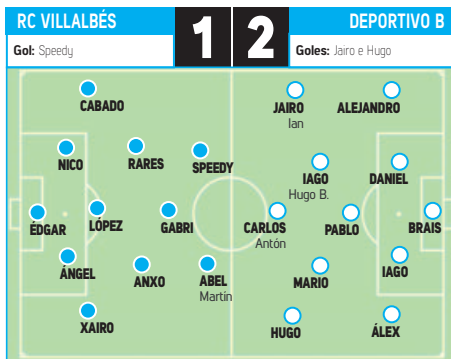 RC VILLALBÉS
1
2
DEPORTIVO B
Gol: Speedy
Goles: Jairo e Hugo
CABADO
JAIRO
Ian
ALEJANDRO
NICO
RARES
SPEEDY
IAGO
Hugo B.
DANIEL
ÉDGAR
LÓPEZ
GABRI
CARLOS
Antón
PABLO
BRAIS
ÁNGEL
ANXO
ABEL
Martín
MARIO
IAGO
XAIRO
HUGO
ÁLEX